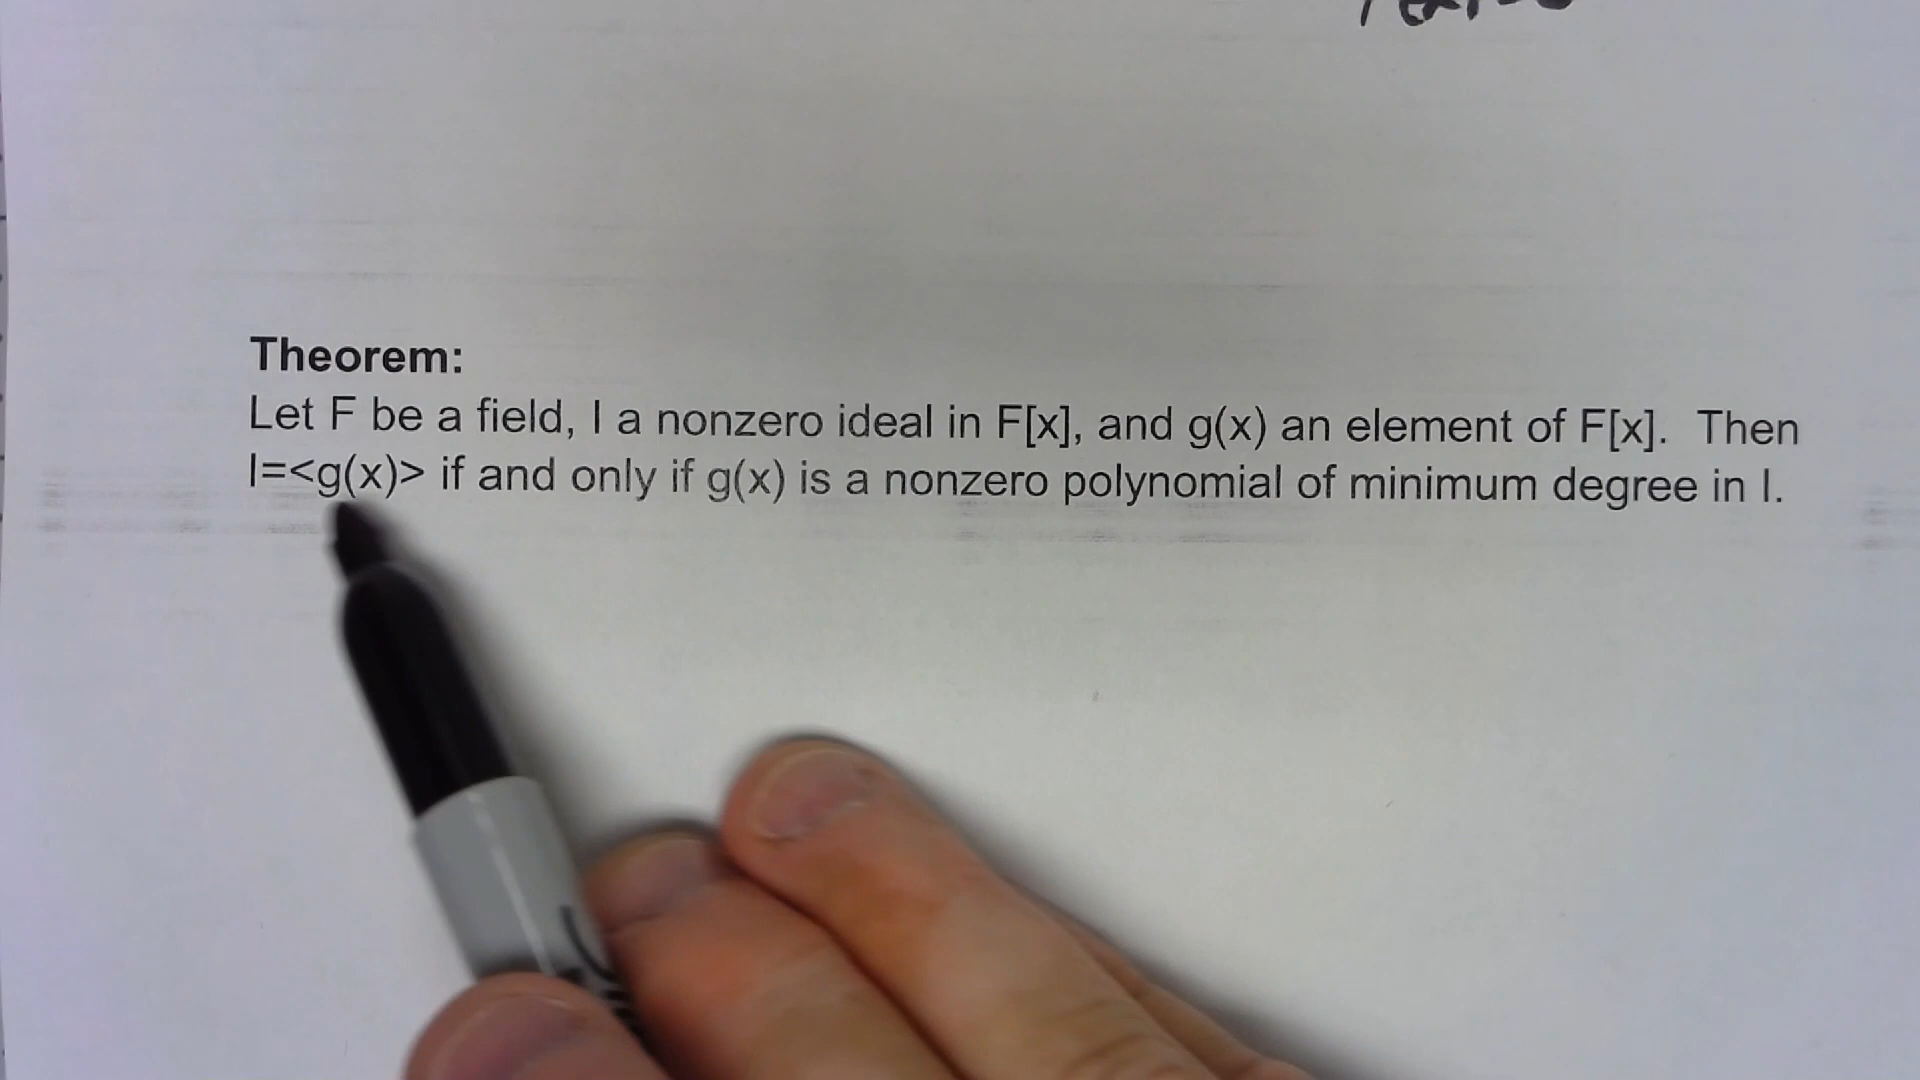 Theorem:
Let F be a field, I a nonzero ideal in F[x], and g(x) an element of F[x]. Then
I=<g(x)> if and only if g(x) is a nonzero polynomial of minimum degree in I.